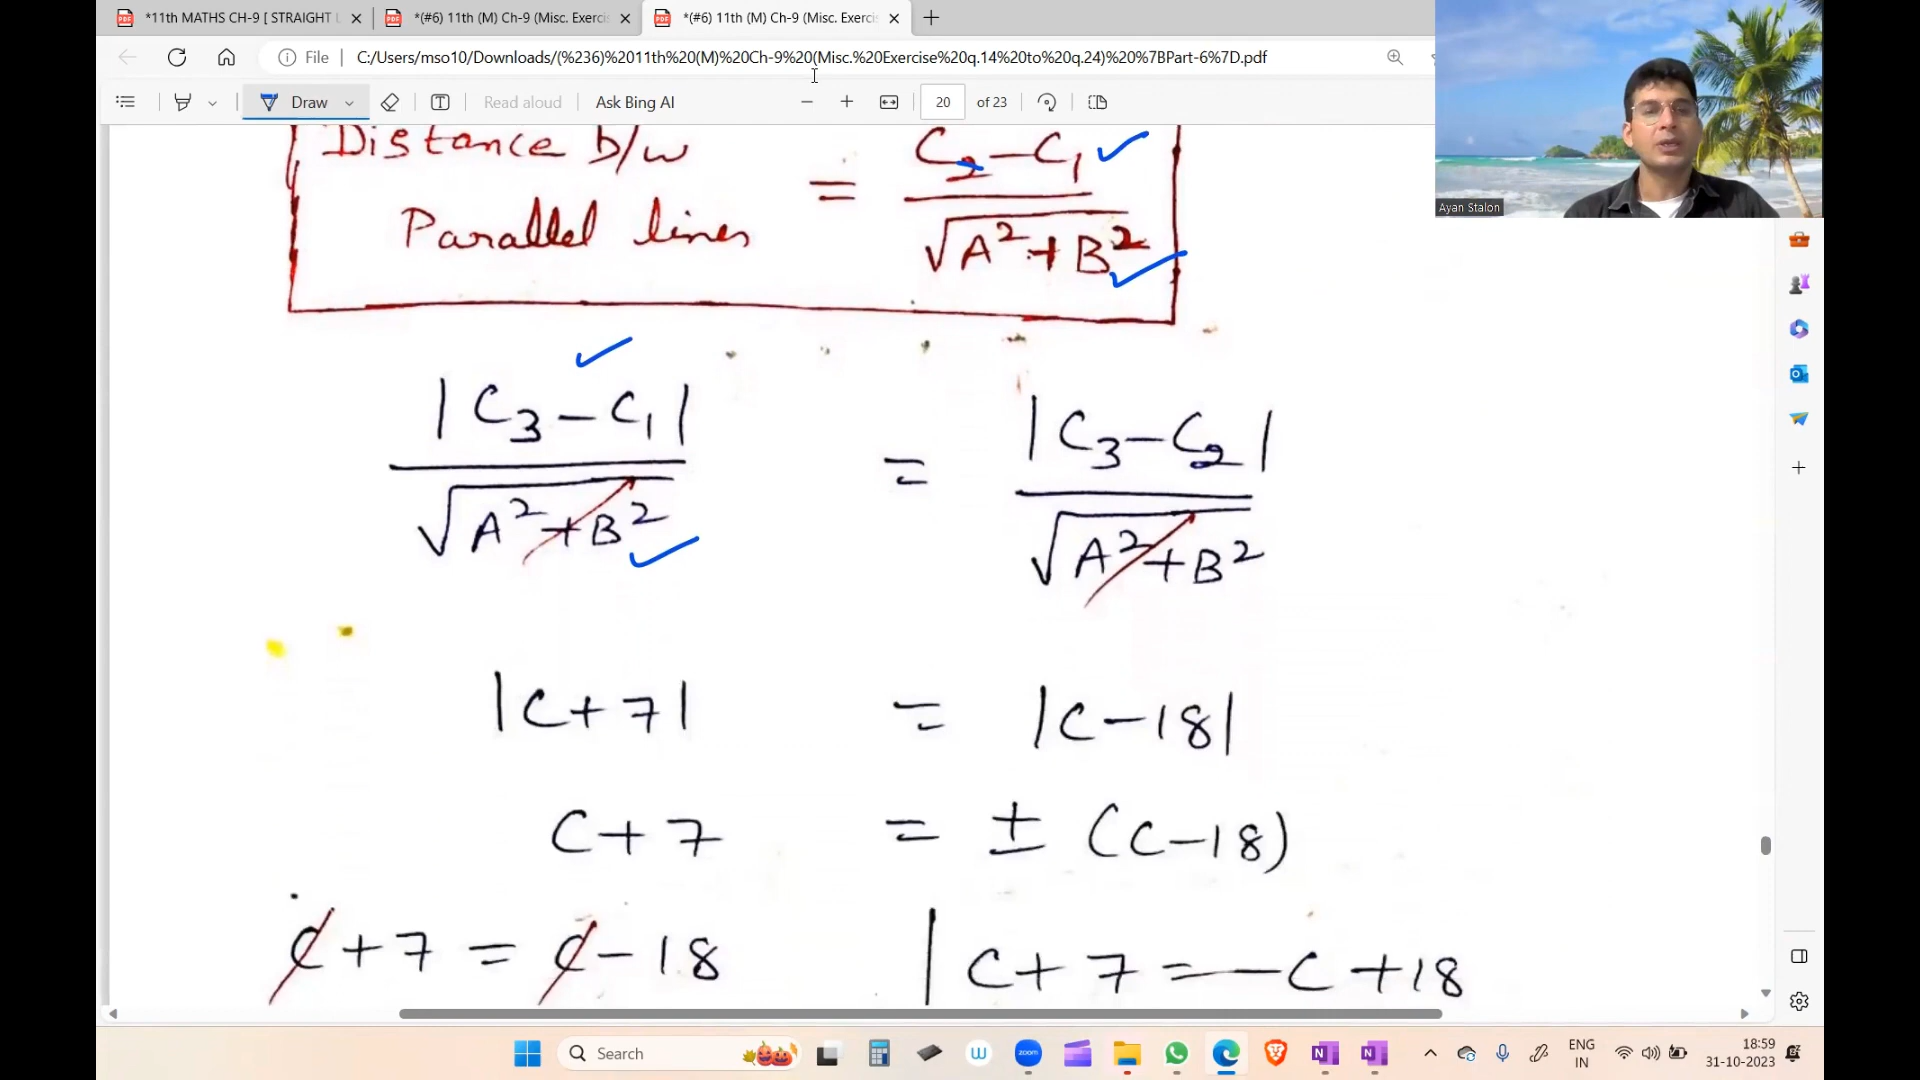 *11th MATHS CH-9 [ STRAIGHT L
*(#6) 11th (M) Ch-9 (Misc. Exercis
*(#6) 11th (M) Ch-9 (Misc. Exercis
File C:/Users/mso10/Downloads/(%236)%2011th%20(M)%20Ch-9%20(Misc.%20Exercise%20q.14%20to%20q.24)%20%7BPart-6%7D.pdf
Draw Read aloud Ask Bing AI 20 of 23
Ayan Stalon
Distance b/w Parallel lines = C₂-C₁ / √A²+B²
|C₃-C₁| / √A²+B² = |C₃-C₂| / √A²+B²
|C+7| = |C-18|
C+7 = ± (C-18)
C+7 = C-18 | C+7 = -C+18
Search
zoom
ENG
IN
18:59
31-10-2023